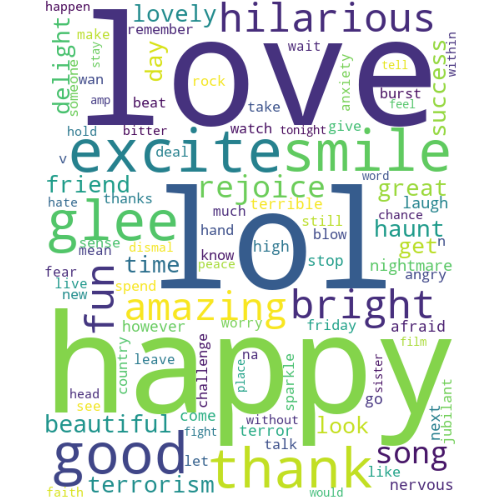 happen
lovely
hilarious
remember
make
stay
someone
delight
love
day
wait
tell
within
wan
rock
anxiety
burst
success
amp
beat
take
feel
hold
bitter
watch
tonight
give
v
excite
smile
deal
friend
thanks
rejoice
word
great
hate
much
terrible
chance
laugh
glee
lol
still
haunt
sense
hand
blow
get
n
mean
dismal
know
high
stop
nightmare
fear
time
peace
angry
live
new
fun
spend
amazing
bright
however
worry
friday
afraid
film
happy
country
leave
na
challenge
place
sparkle
sister
go
next
jubilant
head
see
beautiful
come
without
look
fight
terror
talk
song
good
let
thank
like
nervous
terrorism
faith
would